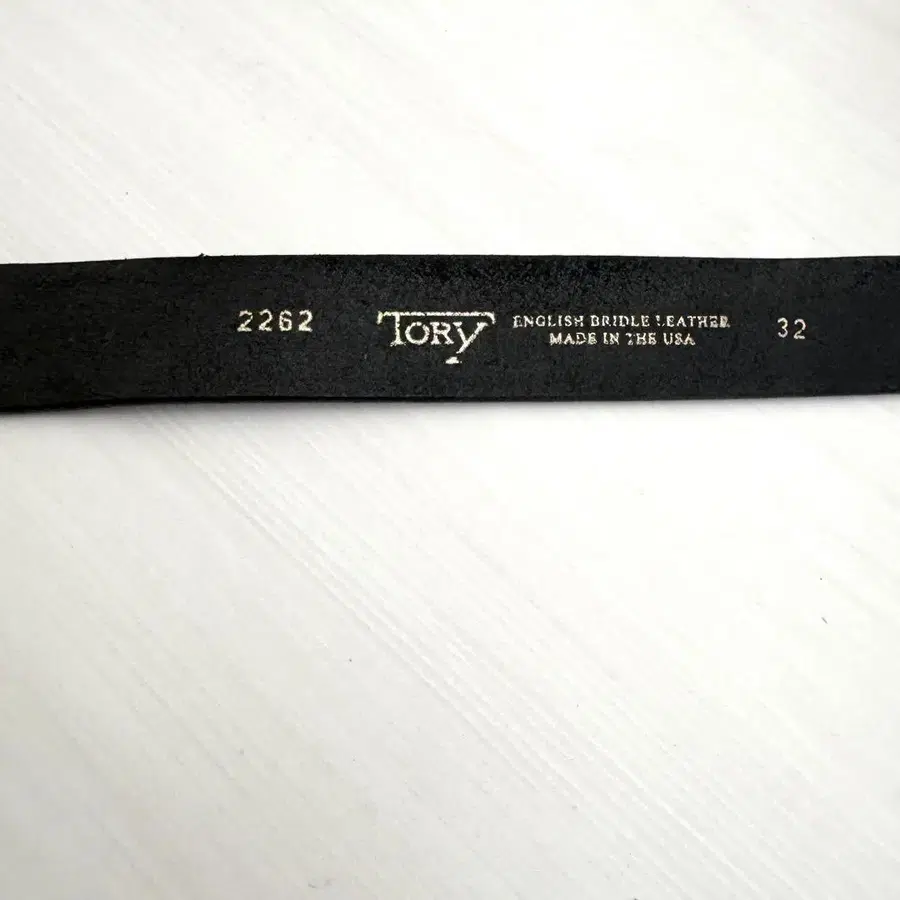 2262 TORY ENGLISH BRIDLE LEATHER 32
MADE IN THE USA